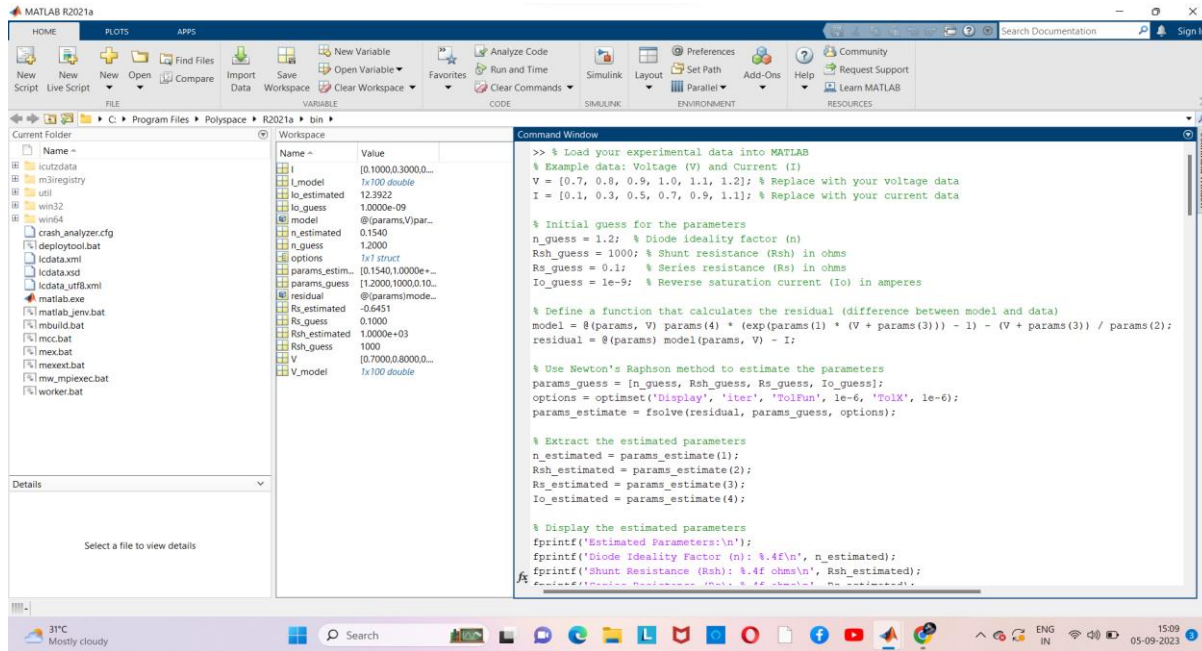 MATLAB R2021a
HOME PLOTS APPS
Search Documentation
Sign In
New Script
New Live Script
New
Open
Find Files
Compare
Import Data
Save Workspace
New Variable
Open Variable
Clear Workspace
Favorites
Analyze Code
Run and Time
Clear Commands
Simulink
Layout
Preferences
Set Path
Parallel
Add-Ons
Help
Community
Request Support
Learn MATLAB
FILE VARIABLE CODE SIMULINK ENVIRONMENT RESOURCES
C: ▸ Program Files ▸ Polyspace ▸ R2021a ▸ bin ▸
Current Folder
Name
icutzdata
m3iregistry
util
win32
win64
crash_analyzer.cfg
deploytool.bat
lcdata.xml
lcdata.xsd
lcdata_utf8.xml
matlab.exe
matlab_jenv.bat
mbuild.bat
mcc.bat
mex.bat
mexext.bat
mw_mpiexec.bat
worker.bat
Details
Select a file to view details
Workspace
Name Value
I [0.1000,0.3000,0....
I_model 1x100 double
Io_estimated 12.3922
Io_guess 1.0000e-09
model @(params,V)par...
n_estimated 0.1540
n_guess 1.2000
options 1x1 struct
params_estim... [0.1540,1.0000e+...
params_guess [1.2000,1000,0.10...
residual @(params)mode...
Rs_estimated -0.6451
Rs_guess 0.1000
Rsh_estimated 1.0000e+03
Rsh_guess 1000
V [0.7000,0.8000,0....
V_model 1x100 double
Command Window
>> % Load your experimental data into MATLAB
% Example data: Voltage (V) and Current (I)
V = [0.7, 0.8, 0.9, 1.0, 1.1, 1.2]; % Replace with your voltage data
I = [0.1, 0.3, 0.5, 0.7, 0.9, 1.1]; % Replace with your current data
% Initial guess for the parameters
n_guess = 1.2; % Diode ideality factor (n)
Rsh_guess = 1000; % Shunt resistance (Rsh) in ohms
Rs_guess = 0.1; % Series resistance (Rs) in ohms
Io_guess = 1e-9; % Reverse saturation current (Io) in amperes
% Define a function that calculates the residual (difference between model and data)
model = @(params, V) params(4) * (exp(params(1) * (V + params(3))) - 1) - (V + params(3)) / params(2);
residual = @(params) model(params, V) - I;
% Use Newton's Raphson method to estimate the parameters
params_guess = [n_guess, Rsh_guess, Rs_guess, Io_guess];
options = optimset('Display', 'iter', 'TolFun', 1e-6, 'TolX', 1e-6);
params_estimate = fsolve(residual, params_guess, options);
% Extract the estimated parameters
n_estimated = params_estimate(1);
Rsh_estimated = params_estimate(2);
Rs_estimated = params_estimate(3);
Io_estimated = params_estimate(4);
% Display the estimated parameters
fprintf('Estimated Parameters:\n');
fprintf('Diode Ideality Factor (n): %.4f\n', n_estimated);
fprintf('Shunt Resistance (Rsh): %.4f ohms\n', Rsh_estimated);
fx
31°C
Mostly cloudy
Search
ENG
IN
15:09
05-09-2023